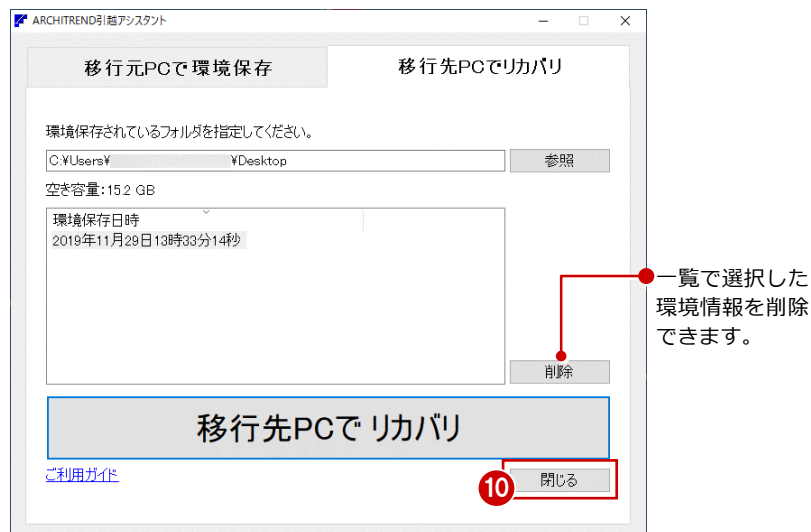 ARCHITREND引越アシスタント
移行元PCで環境保存
移行先PCでリカバリ
環境保存されているフォルダを指定してください。
C:¥Users¥ ¥Desktop
参照
空き容量:15.2 GB
環境保存日時
2019年11月29日13時33分14秒
一覧で選択した
環境情報を削除
できます。
削除
移行先PCで リカバリ
ご利用ガイド
10
閉じる